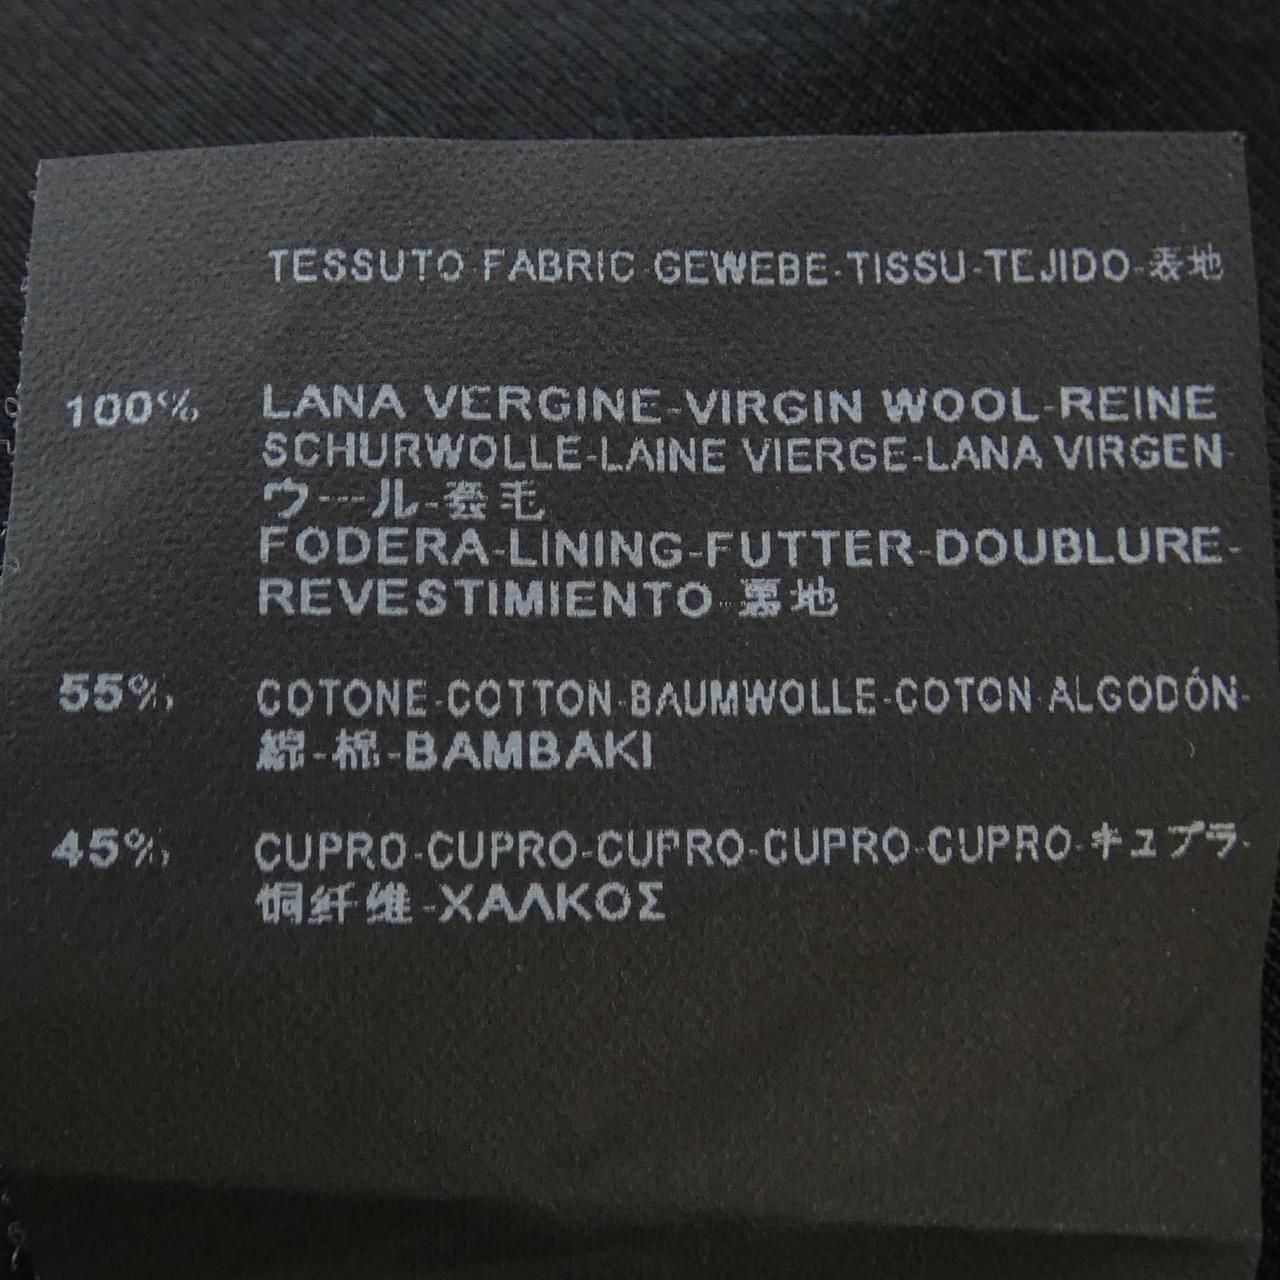 TESSUTO-FABRIC-GEWEBE-TISSU-TEJIDO-表地
100% LANA VERGINE-VIRGIN WOOL-REINE
SCHURWOLLE-LAINE VIERGE-LANA VIRGEN-
ウール-羊毛
FODERA-LINING-FUTTER-DOUBLURE-
REVESTIMIENTO-裏地
55% COTONE-COTTON-BAUMWOLLE-COTON-ALGODÓN-
綿-棉-BAMBAKI
45% CUPRO-CUPRO-CUPRO-CUPRO-CUPRO-キュプラ-
铜纤维-ΧΑΛΚΟΣ